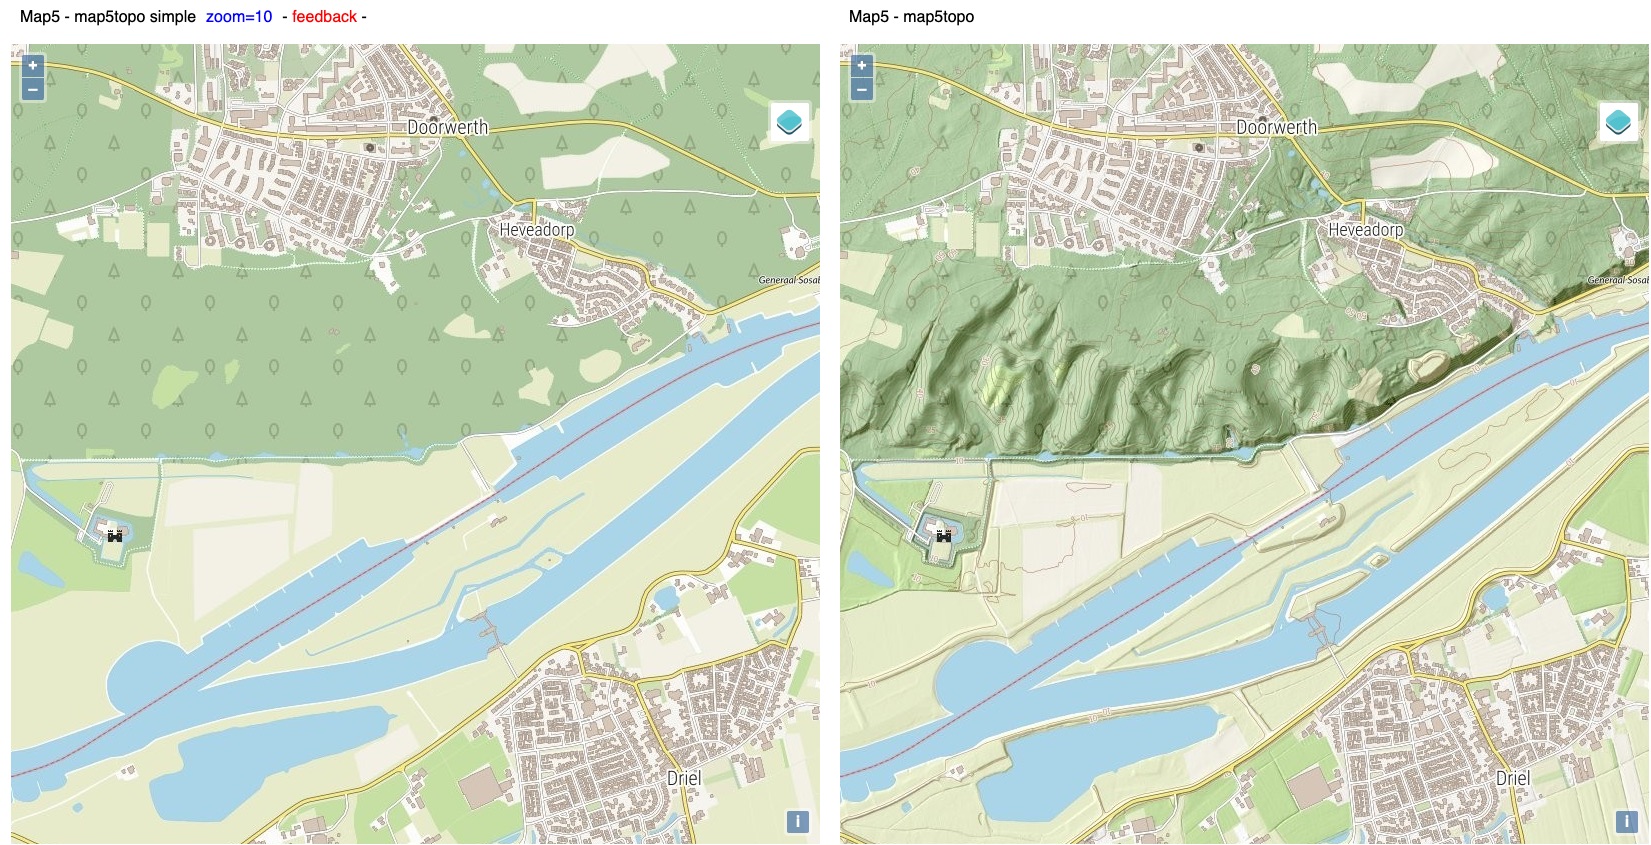 Map5 - map5topo simple zoom=10 - feedback -
Map5 - map5topo
+
−
Doorwerth
Heveadorp
Generaal Sosab
Driel
i
+
−
Doorwerth
Heveadorp
Generaal Sosab
Driel
i